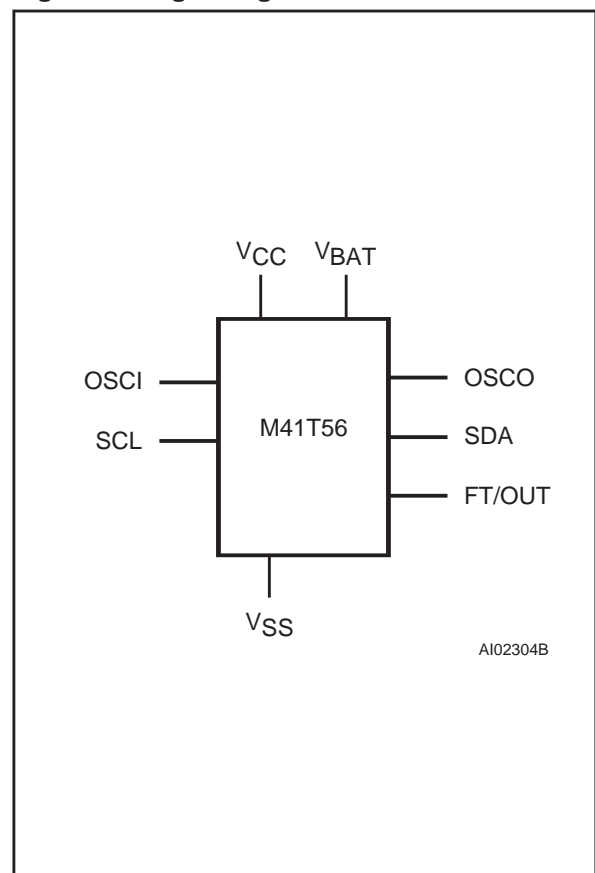 VCC VBAT
OSCI OSCO
M41T56
SCL SDA
FT/OUT
VSS
AI02304B